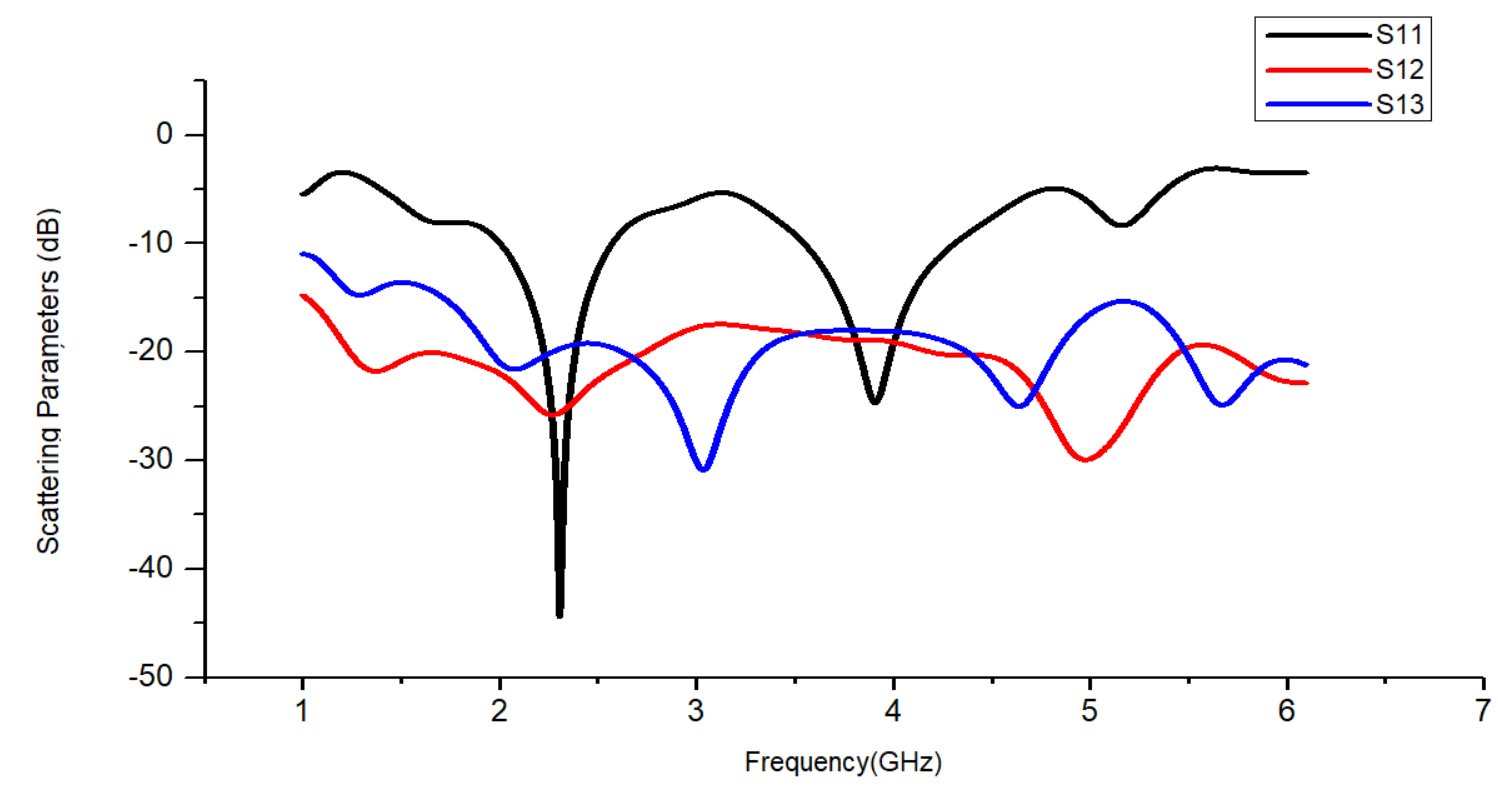 S11
S12
S13
0
-10
-20
-30
-40
-50
Scattering Parameters (dB)
1 2 3 4 5 6 7
Frequency(GHz)